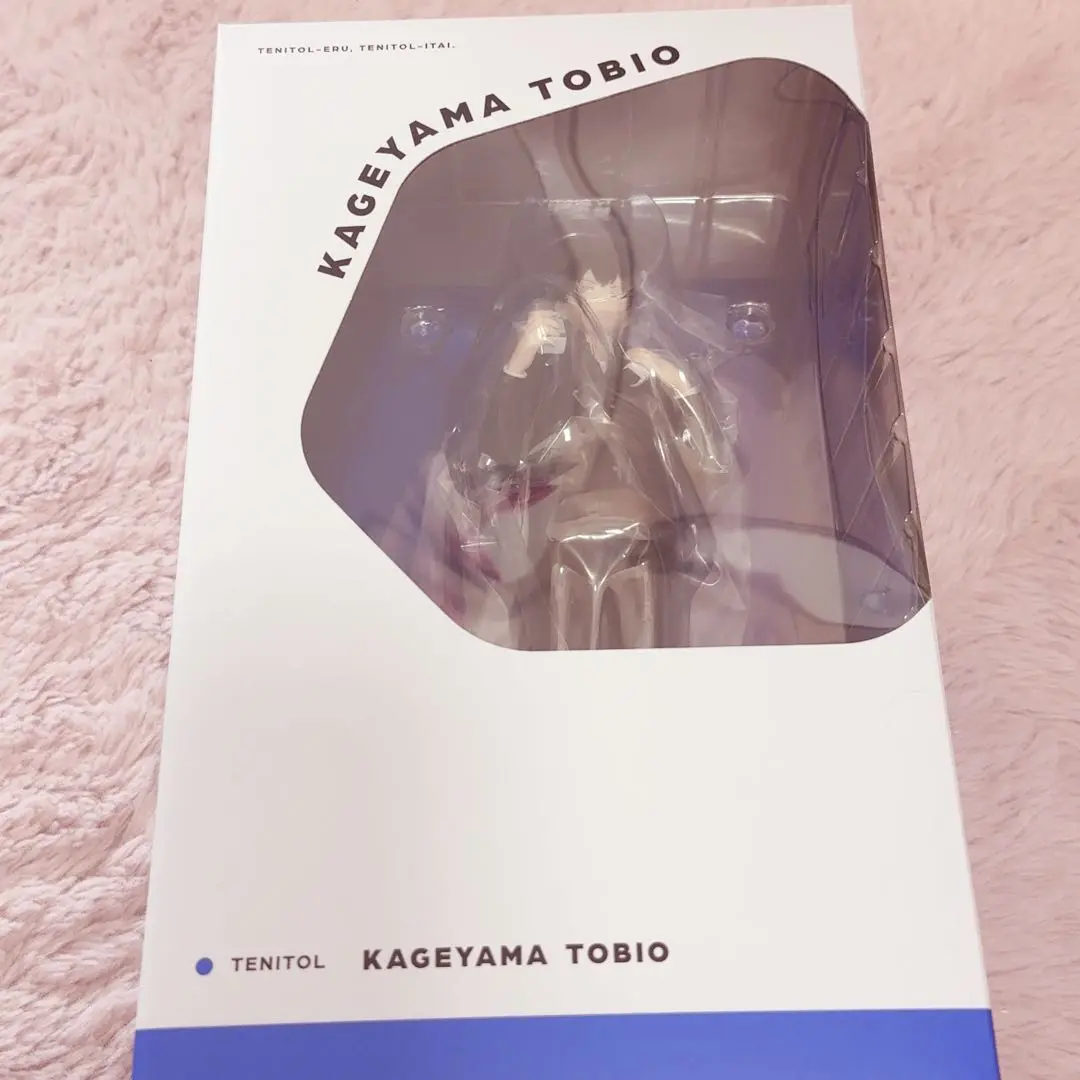 TENITOL-ERU, TENITOL-ITAI.
KAGEYAMA TOBIO
TENITOL KAGEYAMA TOBIO